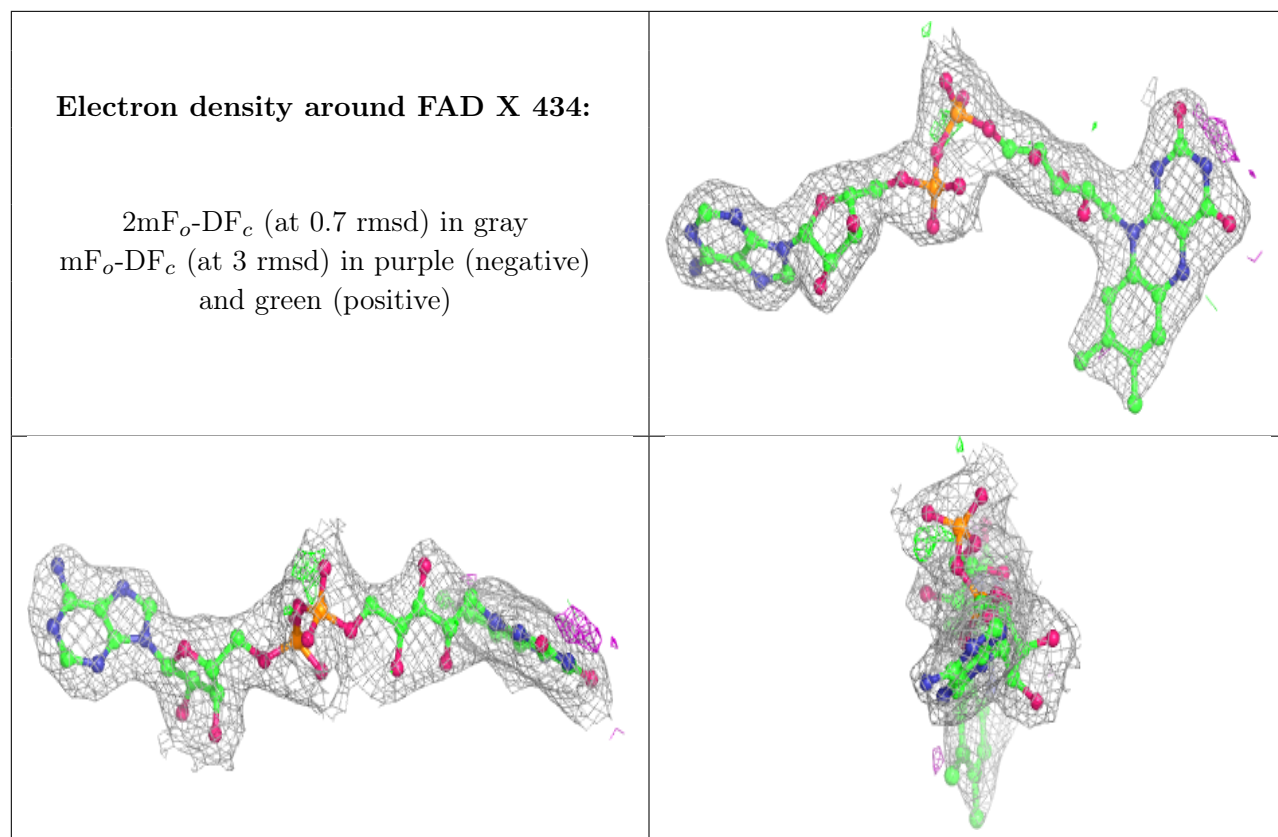 Electron density around FAD X 434:
2mFₒ-DF𝒸 (at 0.7 rmsd) in gray
mFₒ-DF𝒸 (at 3 rmsd) in purple (negative)
and green (positive)